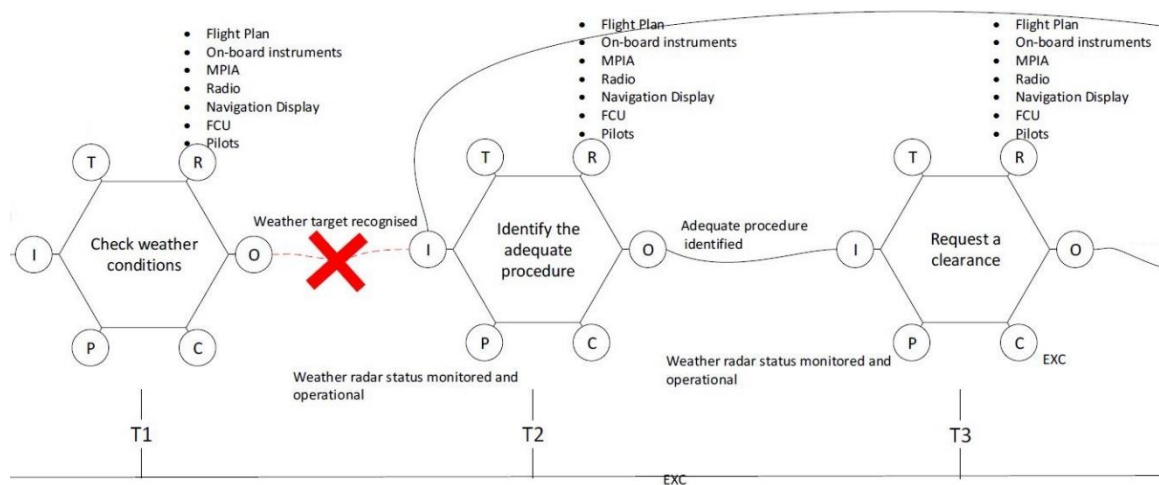 • Flight Plan
• On-board instruments
• MPIA
• Radio
• Navigation Display
• FCU
• Pilots
T
R
I
Check weather
conditions
O
P
C
Weather target recognised
• Flight Plan
• On-board instruments
• MPIA
• Radio
• Navigation Display
• FCU
• Pilots
T
R
I
Identify the
adequate
procedure
O
P
C
Weather radar status monitored and
operational
Adequate procedure
identified
• Flight Plan
• On-board instruments
• MPIA
• Radio
• Navigation Display
• FCU
• Pilots
T
R
I
Request a
clearance
O
P
C
EXC
Weather radar status monitored and
operational
T1
T2
T3
EXC